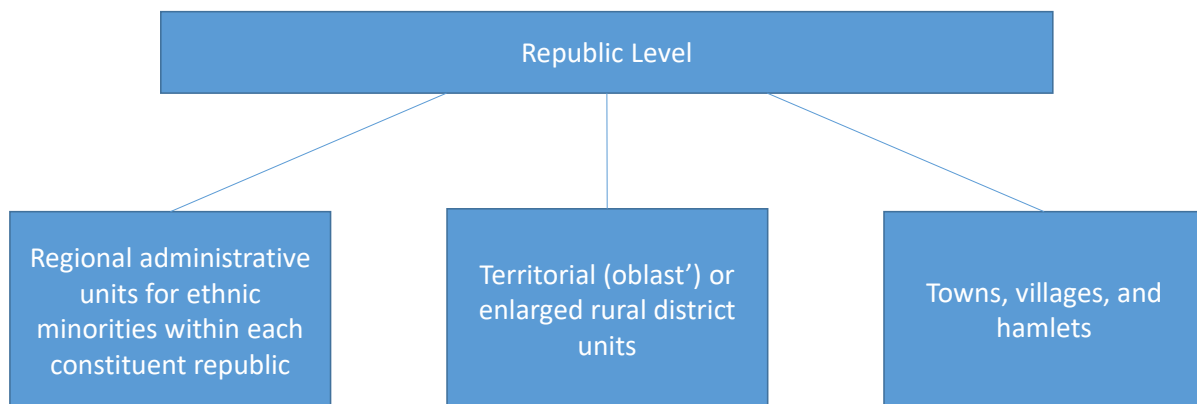 Republic Level
Regional administrative
units for ethnic
minorities within each
constituent republic
Territorial (oblast’) or
enlarged rural district
units
Towns, villages, and
hamlets